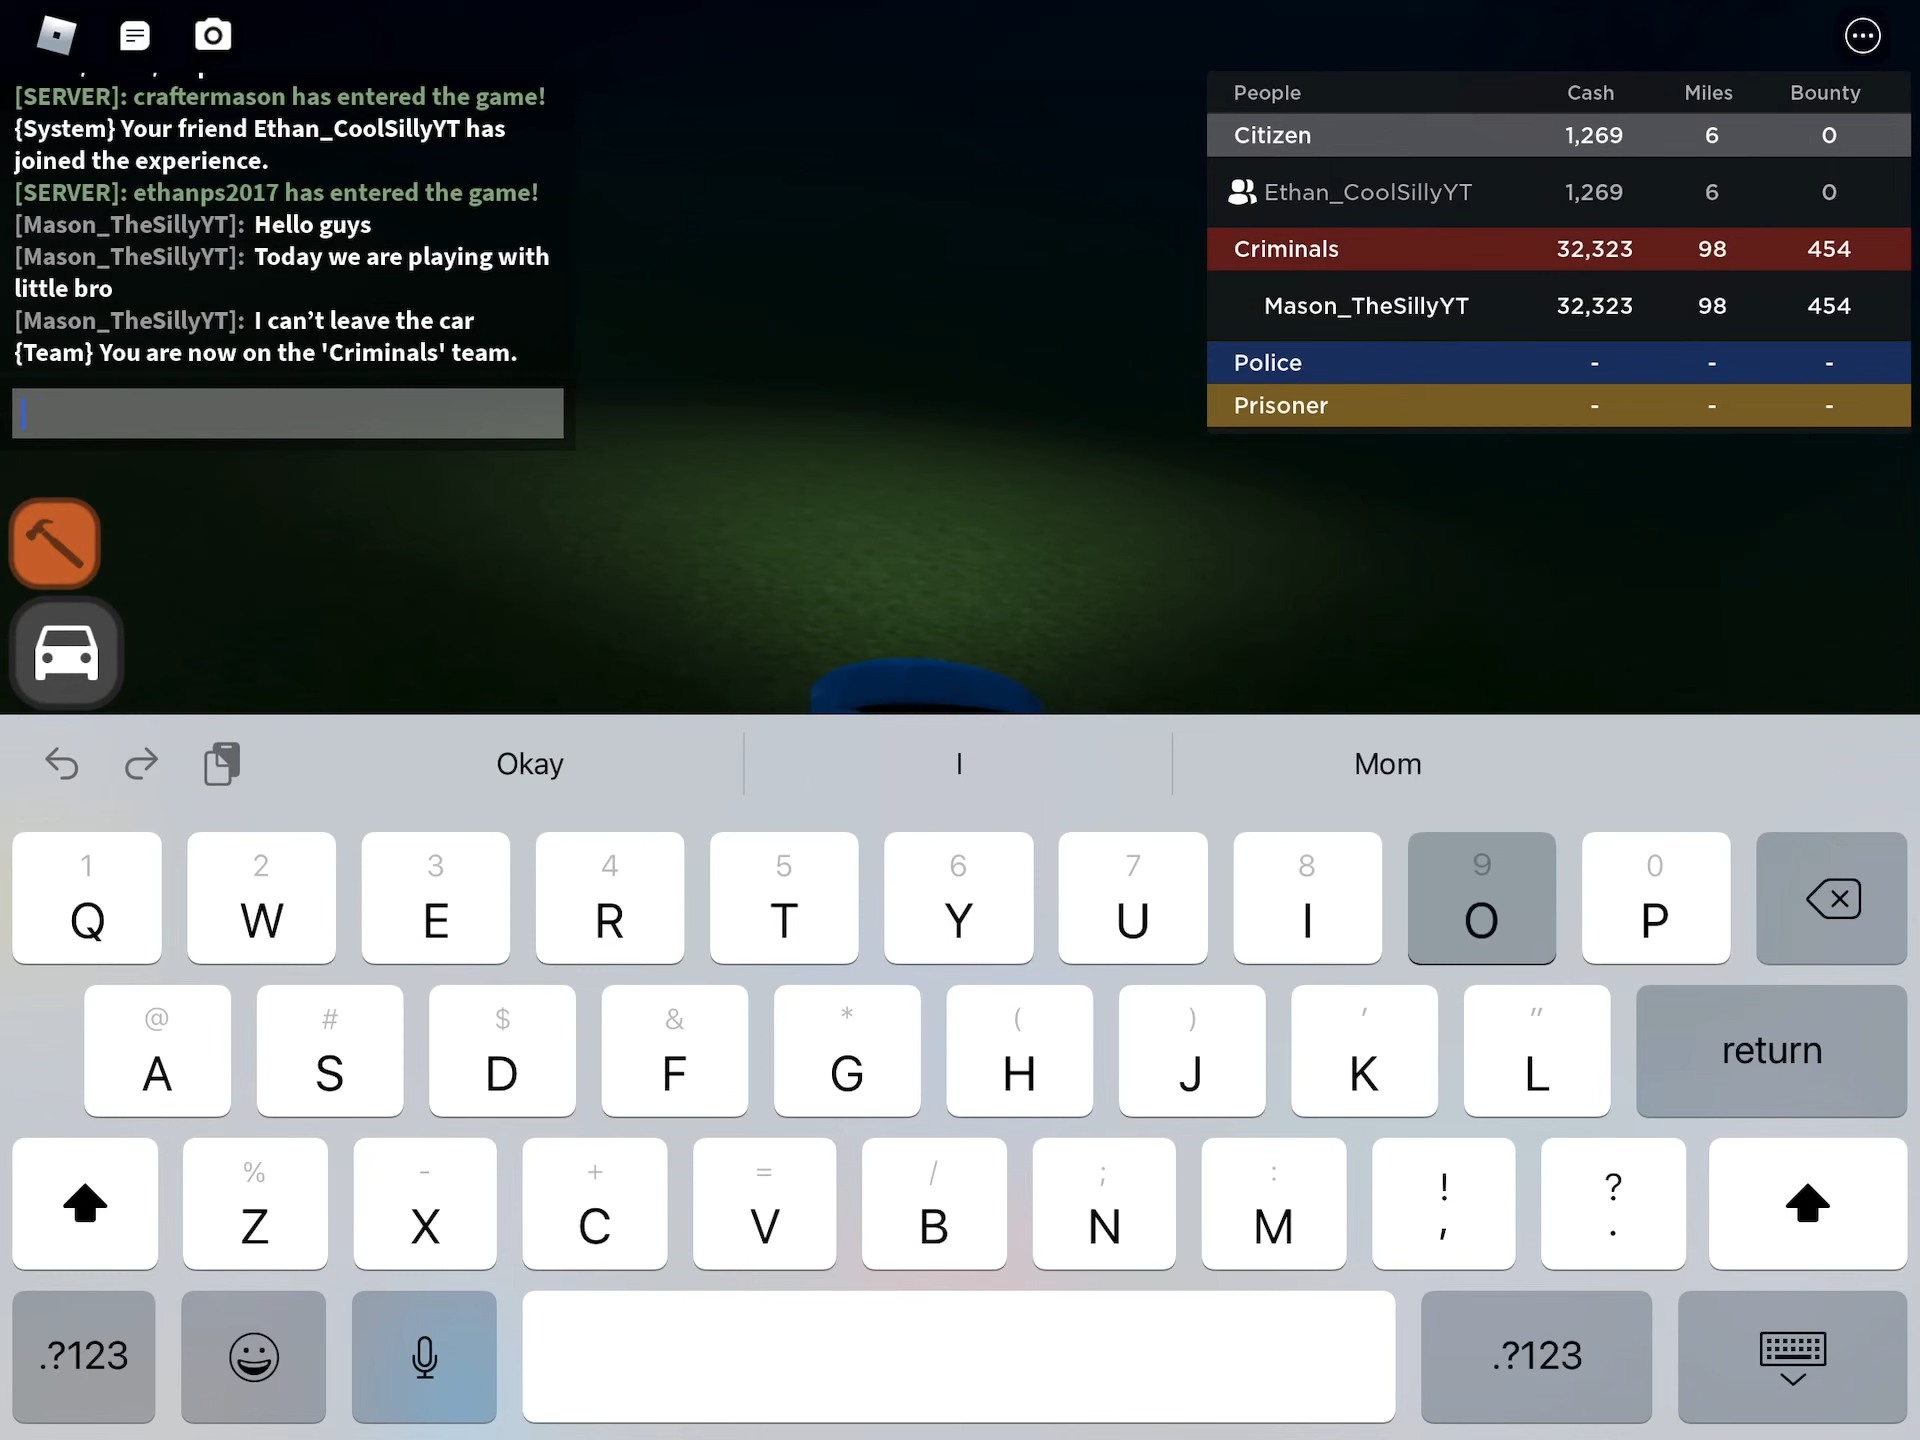 People Cash Miles Bounty
[SERVER]: craftermason has entered the game!
{System} Your friend Ethan_CoolSillyYT has
joined the experience.
[SERVER]: ethanps2017 has entered the game!
[Mason_TheSillyYT]: Hello guys
[Mason_TheSillyYT]: Today we are playing with
little bro
[Mason_TheSillyYT]: I can’t leave the car
{Team} You are now on the 'Criminals' team.
Citizen 1,269 6 0
Ethan_CoolSillyYT 1,269 6 0
Criminals 32,323 98 454
Mason_TheSillyYT 32,323 98 454
Police - - -
Prisoner - - -
Okay I Mom
1 2 3 4 5 6 7 8 9 0
Q W E R T Y U I O P
@ # $ & * ( ) ' "
A S D F G H J K L return
% - + = / ; : ! ?
Z X C V B N M , .
.?123 .?123